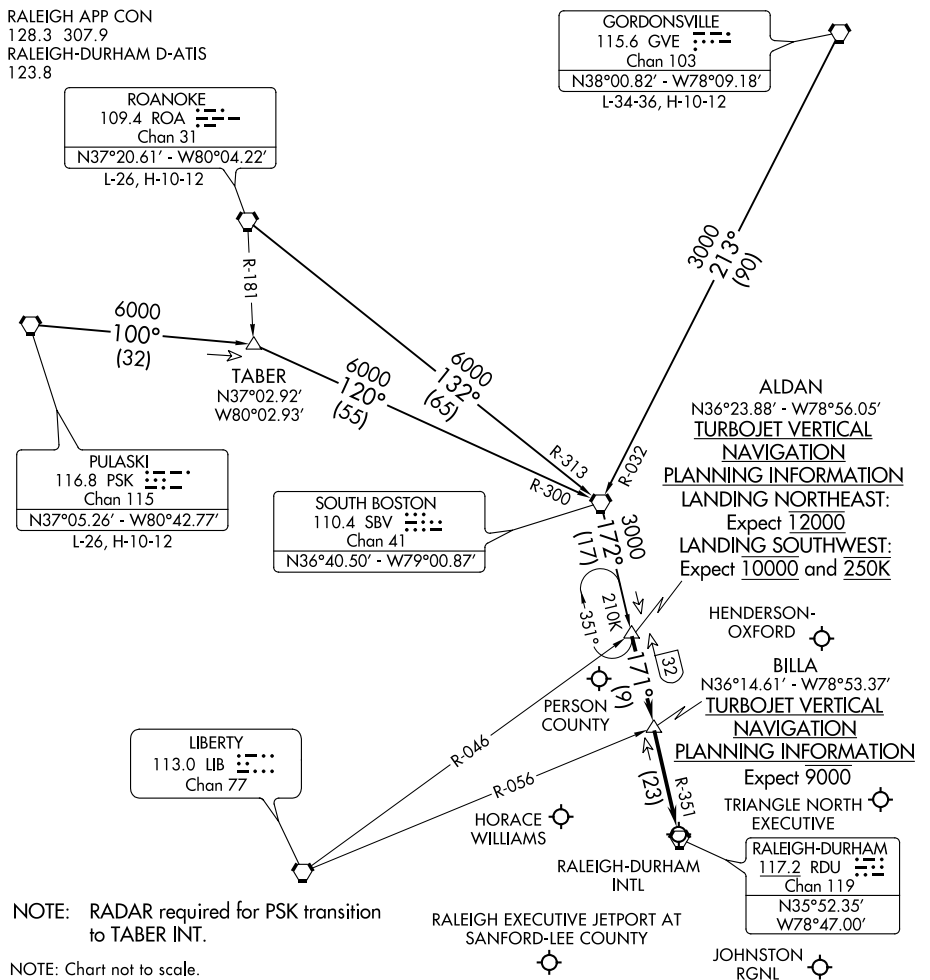 RALEIGH APP CON
128.3 307.9
RALEIGH-DURHAM D-ATIS
123.8
GORDONSVILLE
115.6 GVE
Chan 103
N38°00.82' - W78°09.18'
L-34-36, H-10-12
ROANOKE
109.4 ROA
Chan 31
N37°20.61' - W80°04.22'
L-26, H-10-12
R-181
3000
213°
(90)
6000
100°
(32)
TABER
N37°02.92'
W80°02.93'
6000
120°
(55)
6000
132°
(65)
R-313
R-300
R-032
PULASKI
116.8 PSK
Chan 115
N37°05.26' - W80°42.77'
L-26, H-10-12
SOUTH BOSTON
110.4 SBV
Chan 41
N36°40.50' - W79°00.87'
3000
172°
(17)
ALDAN
N36°23.88' - W78°56.05'
TURBOJET VERTICAL
NAVIGATION
PLANNING INFORMATION
LANDING NORTHEAST:
Expect 12000
LANDING SOUTHWEST:
Expect 10000 and 250K
210K
351°
32
171°
(9)
HENDERSON-
OXFORD
PERSON
COUNTY
BILLA
N36°14.61' - W78°53.37'
TURBOJET VERTICAL
NAVIGATION
PLANNING INFORMATION
Expect 9000
LIBERTY
113.0 LIB
Chan 77
R-046
R-056
(23)
R-351
HORACE
WILLIAMS
TRIANGLE NORTH
EXECUTIVE
RALEIGH-DURHAM
INTL
RALEIGH-DURHAM
117.2 RDU
Chan 119
N35°52.35'
W78°47.00'
NOTE: RADAR required for PSK transition
to TABER INT.
RALEIGH EXECUTIVE JETPORT AT
SANFORD-LEE COUNTY
JOHNSTON
RGNL
NOTE: Chart not to scale.